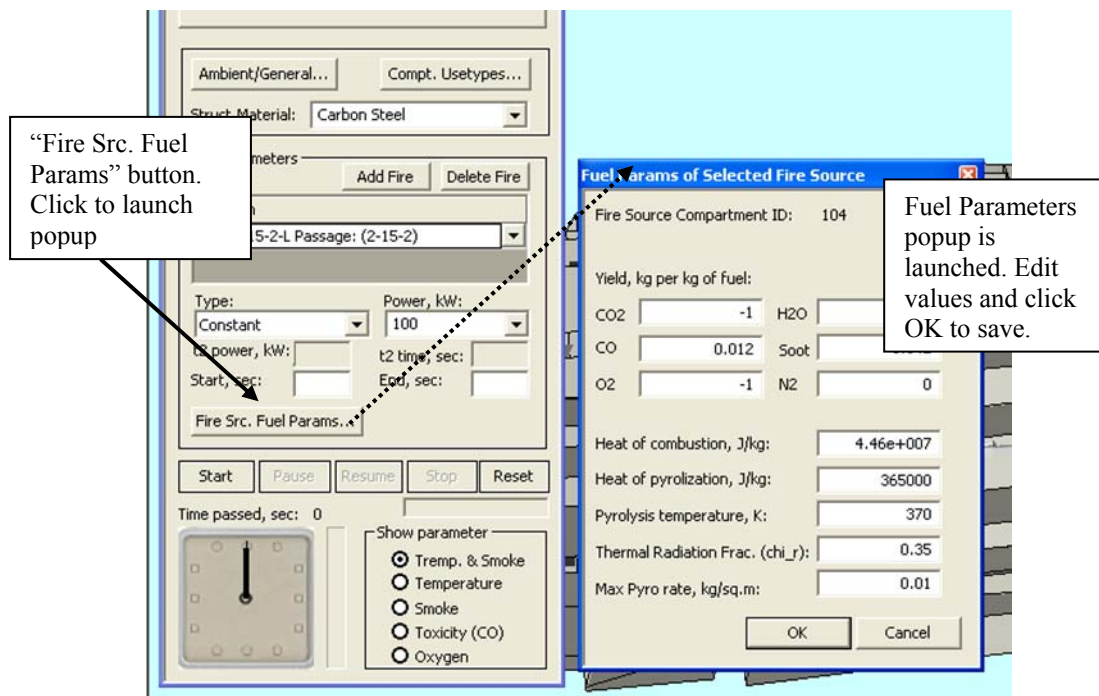 Ambient/General...
Compt. Usetypes...
Struct Material:
Carbon Steel
“Fire Src. Fuel
Params” button.
Click to launch
popup
meters
Add Fire
Delete Fire
15-2-L Passage: (2-15-2)
Type:
Power, kW:
Constant
100
t2 power, kW:
t2 time, sec:
Start, sec:
End, sec:
Fire Src. Fuel Params...
Start
Pause
Resume
Stop
Reset
Time passed, sec: 0
Show parameter
Tremp. & Smoke
Temperature
Smoke
Toxicity (CO)
Oxygen
Fuel Params of Selected Fire Source
Fire Source Compartment ID: 104
Yield, kg per kg of fuel:
CO2 -1 H2O
CO 0.012 Soot
O2 -1 N2 0
Heat of combustion, J/kg: 4.46e+007
Heat of pyrolization, J/kg: 365000
Pyrolysis temperature, K: 370
Thermal Radiation Frac. (chi_r): 0.35
Max Pyro rate, kg/sq.m: 0.01
OK
Cancel
Fuel Parameters
popup is
launched. Edit
values and click
OK to save.